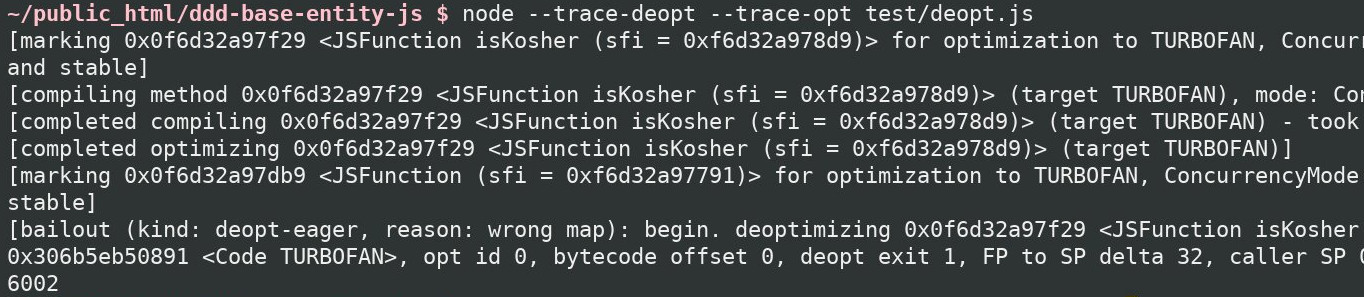 ~/public_html/ddd-base-entity-js $ node --trace-deopt --trace-opt test/deopt.js
[marking 0x0f6d32a97f29 <JSFunction isKosher (sfi = 0xf6d32a978d9)> for optimization to TURBOFAN, Concurr
and stable]
[compiling method 0x0f6d32a97f29 <JSFunction isKosher (sfi = 0xf6d32a978d9)> (target TURBOFAN), mode: Con
[completed compiling 0x0f6d32a97f29 <JSFunction isKosher (sfi = 0xf6d32a978d9)> (target TURBOFAN) - took
[completed optimizing 0x0f6d32a97f29 <JSFunction isKosher (sfi = 0xf6d32a978d9)> (target TURBOFAN)]
[marking 0x0f6d32a97db9 <JSFunction (sfi = 0xf6d32a97791)> for optimization to TURBOFAN, ConcurrencyMode
stable]
[bailout (kind: deopt-eager, reason: wrong map): begin. deoptimizing 0x0f6d32a97f29 <JSFunction isKosher
0x306b5eb50891 <Code TURBOFAN>, opt id 0, bytecode offset 0, deopt exit 1, FP to SP delta 32, caller SP 0
6002